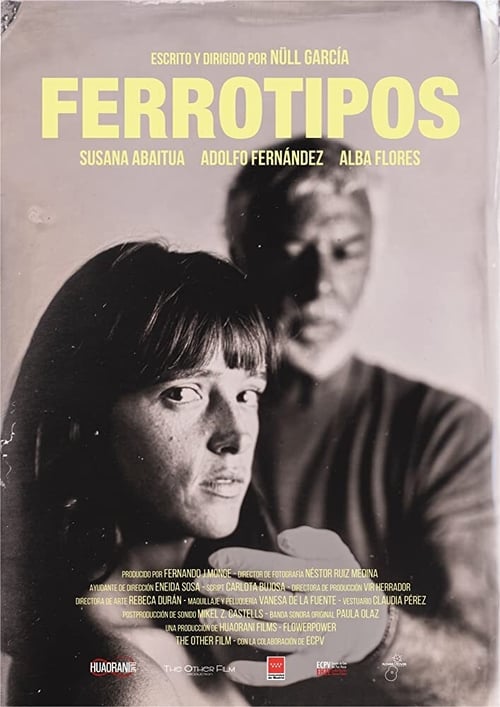 ESCRITO Y DIRIGIDO POR NÜLL GARCÍA
FERROTIPOS
SUSANA ABAITUA ADOLFO FERNÁNDEZ ALBA FLORES
PRODUCIDO POR FERNANDO J.MONGE - DIRECTOR DE FOTOGRAFÍA NÉSTOR RUIZ MEDINA
AYUDANTE DE DIRECCIÓN ENEIDA SOSA - SCRIPT CARLOTA BUJOSA - DIRECTORA DE PRODUCCIÓN VIR HERRADOR
DIRECTORA DE ARTE REBECA DURÁN - MAQUILLAJE Y PELUQUERÍA VANESA DE LA FUENTE - VESTUARIO CLAUDIA PÉREZ
POSTPRODUCCIÓN DE SONIDO MIKEL Z. CASTELLS - BANDA SONORA ORIGINAL PAULA OLAZ
UNA PRODUCCIÓN DE HUAORANI FILMS - FLOWERPOWER
THE OTHER FILM - CON LA COLABORACIÓN DE ECPV
HUAORANI The Other Film ECPV
PRODUCTION